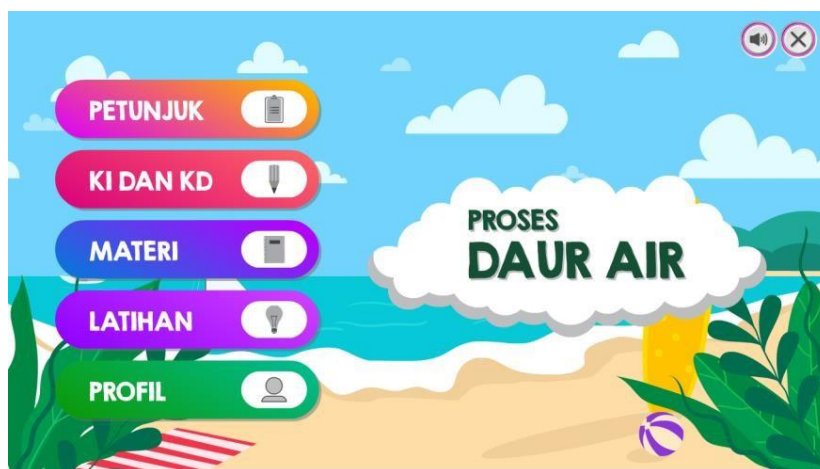 PETUNJUK
KI DAN KD
MATERI
LATIHAN
PROFIL
PROSES
DAUR AIR